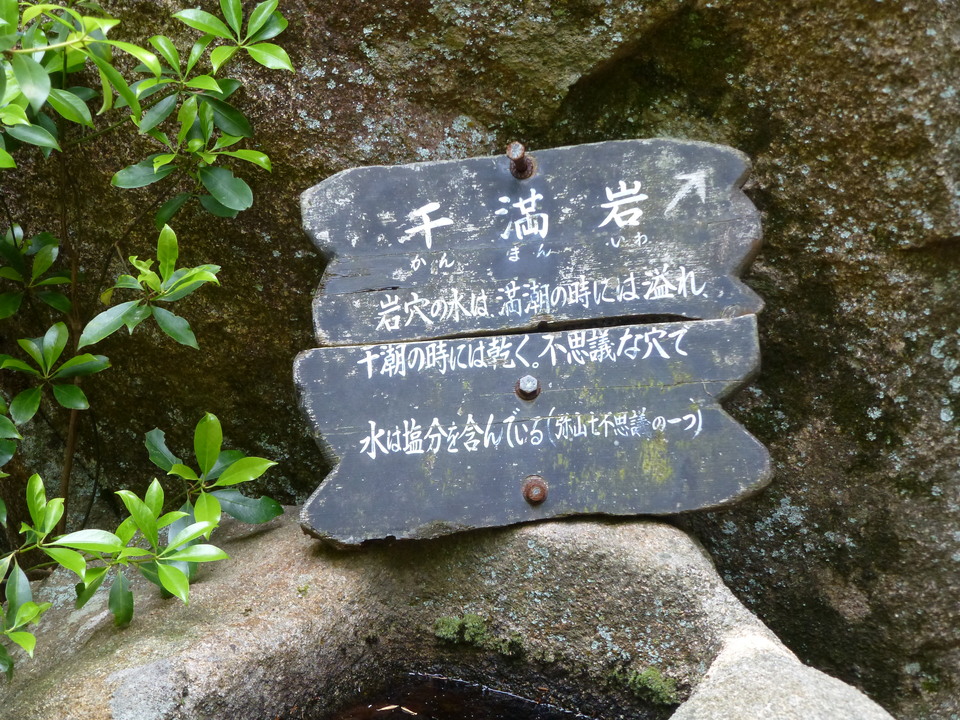 干 満 岩
かん まん いわ
岩穴の水は、満潮の時には溢れ、
干潮の時には乾く。不思議な穴で
水は塩分を含んでいる(弥山七不思議の一つ)